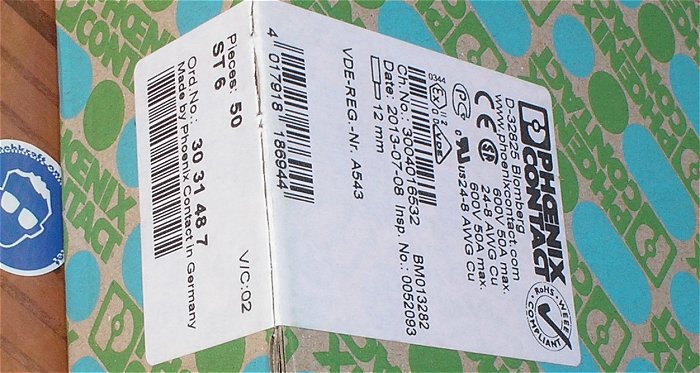 PHOENIX
CONTACT
RoHS - WEEE
COMPLIANT
D-32825 Blomberg
www.phoenixcontact.com
600V 50A max.
24-8 AWG Cu
600V 50A max.
us 24-8 AWG Cu
0344
Ch.No.: 3004016532
BM013282
Date: 2013-07-08 Insp. No.: 0052093
12 mm
VDE-REG.-Nr. A543
4 017918 186944
Pieces: 50
ST 6
V/C:02
Ord.No.: 30 31 48 7
Made by Phoenix Contact in Germany